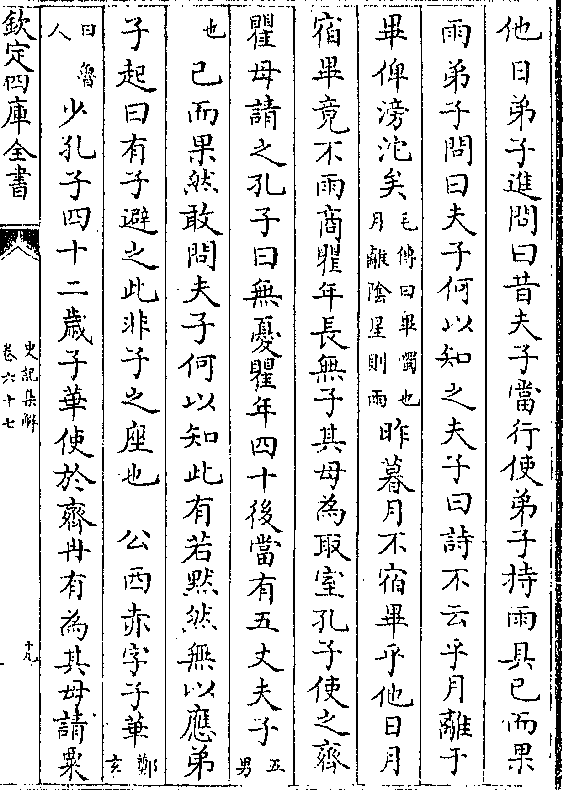 他日弟子進問曰昔夫子當行使弟子持雨具已而果
雨弟子問曰夫子何以知之夫子曰詩不云乎月離于
畢俾滂沱矣毛傳曰畢噣也月離陰星則雨昨暮月不宿畢乎他日月
宿畢竟不雨商瞿年長無子其母為取室孔子使之齊
瞿母請之孔子曰無憂瞿年四十後當有五丈夫子五男
也已而果然敢問夫子何以知此有若黙然無以應弟
子起曰有子避之此非子之座也 公西赤字子華鄭𤣥
曰魯人少孔子四十二歲子華使於齊冉有為其母請粟
欽定四庫全書
史記集解
卷六十七